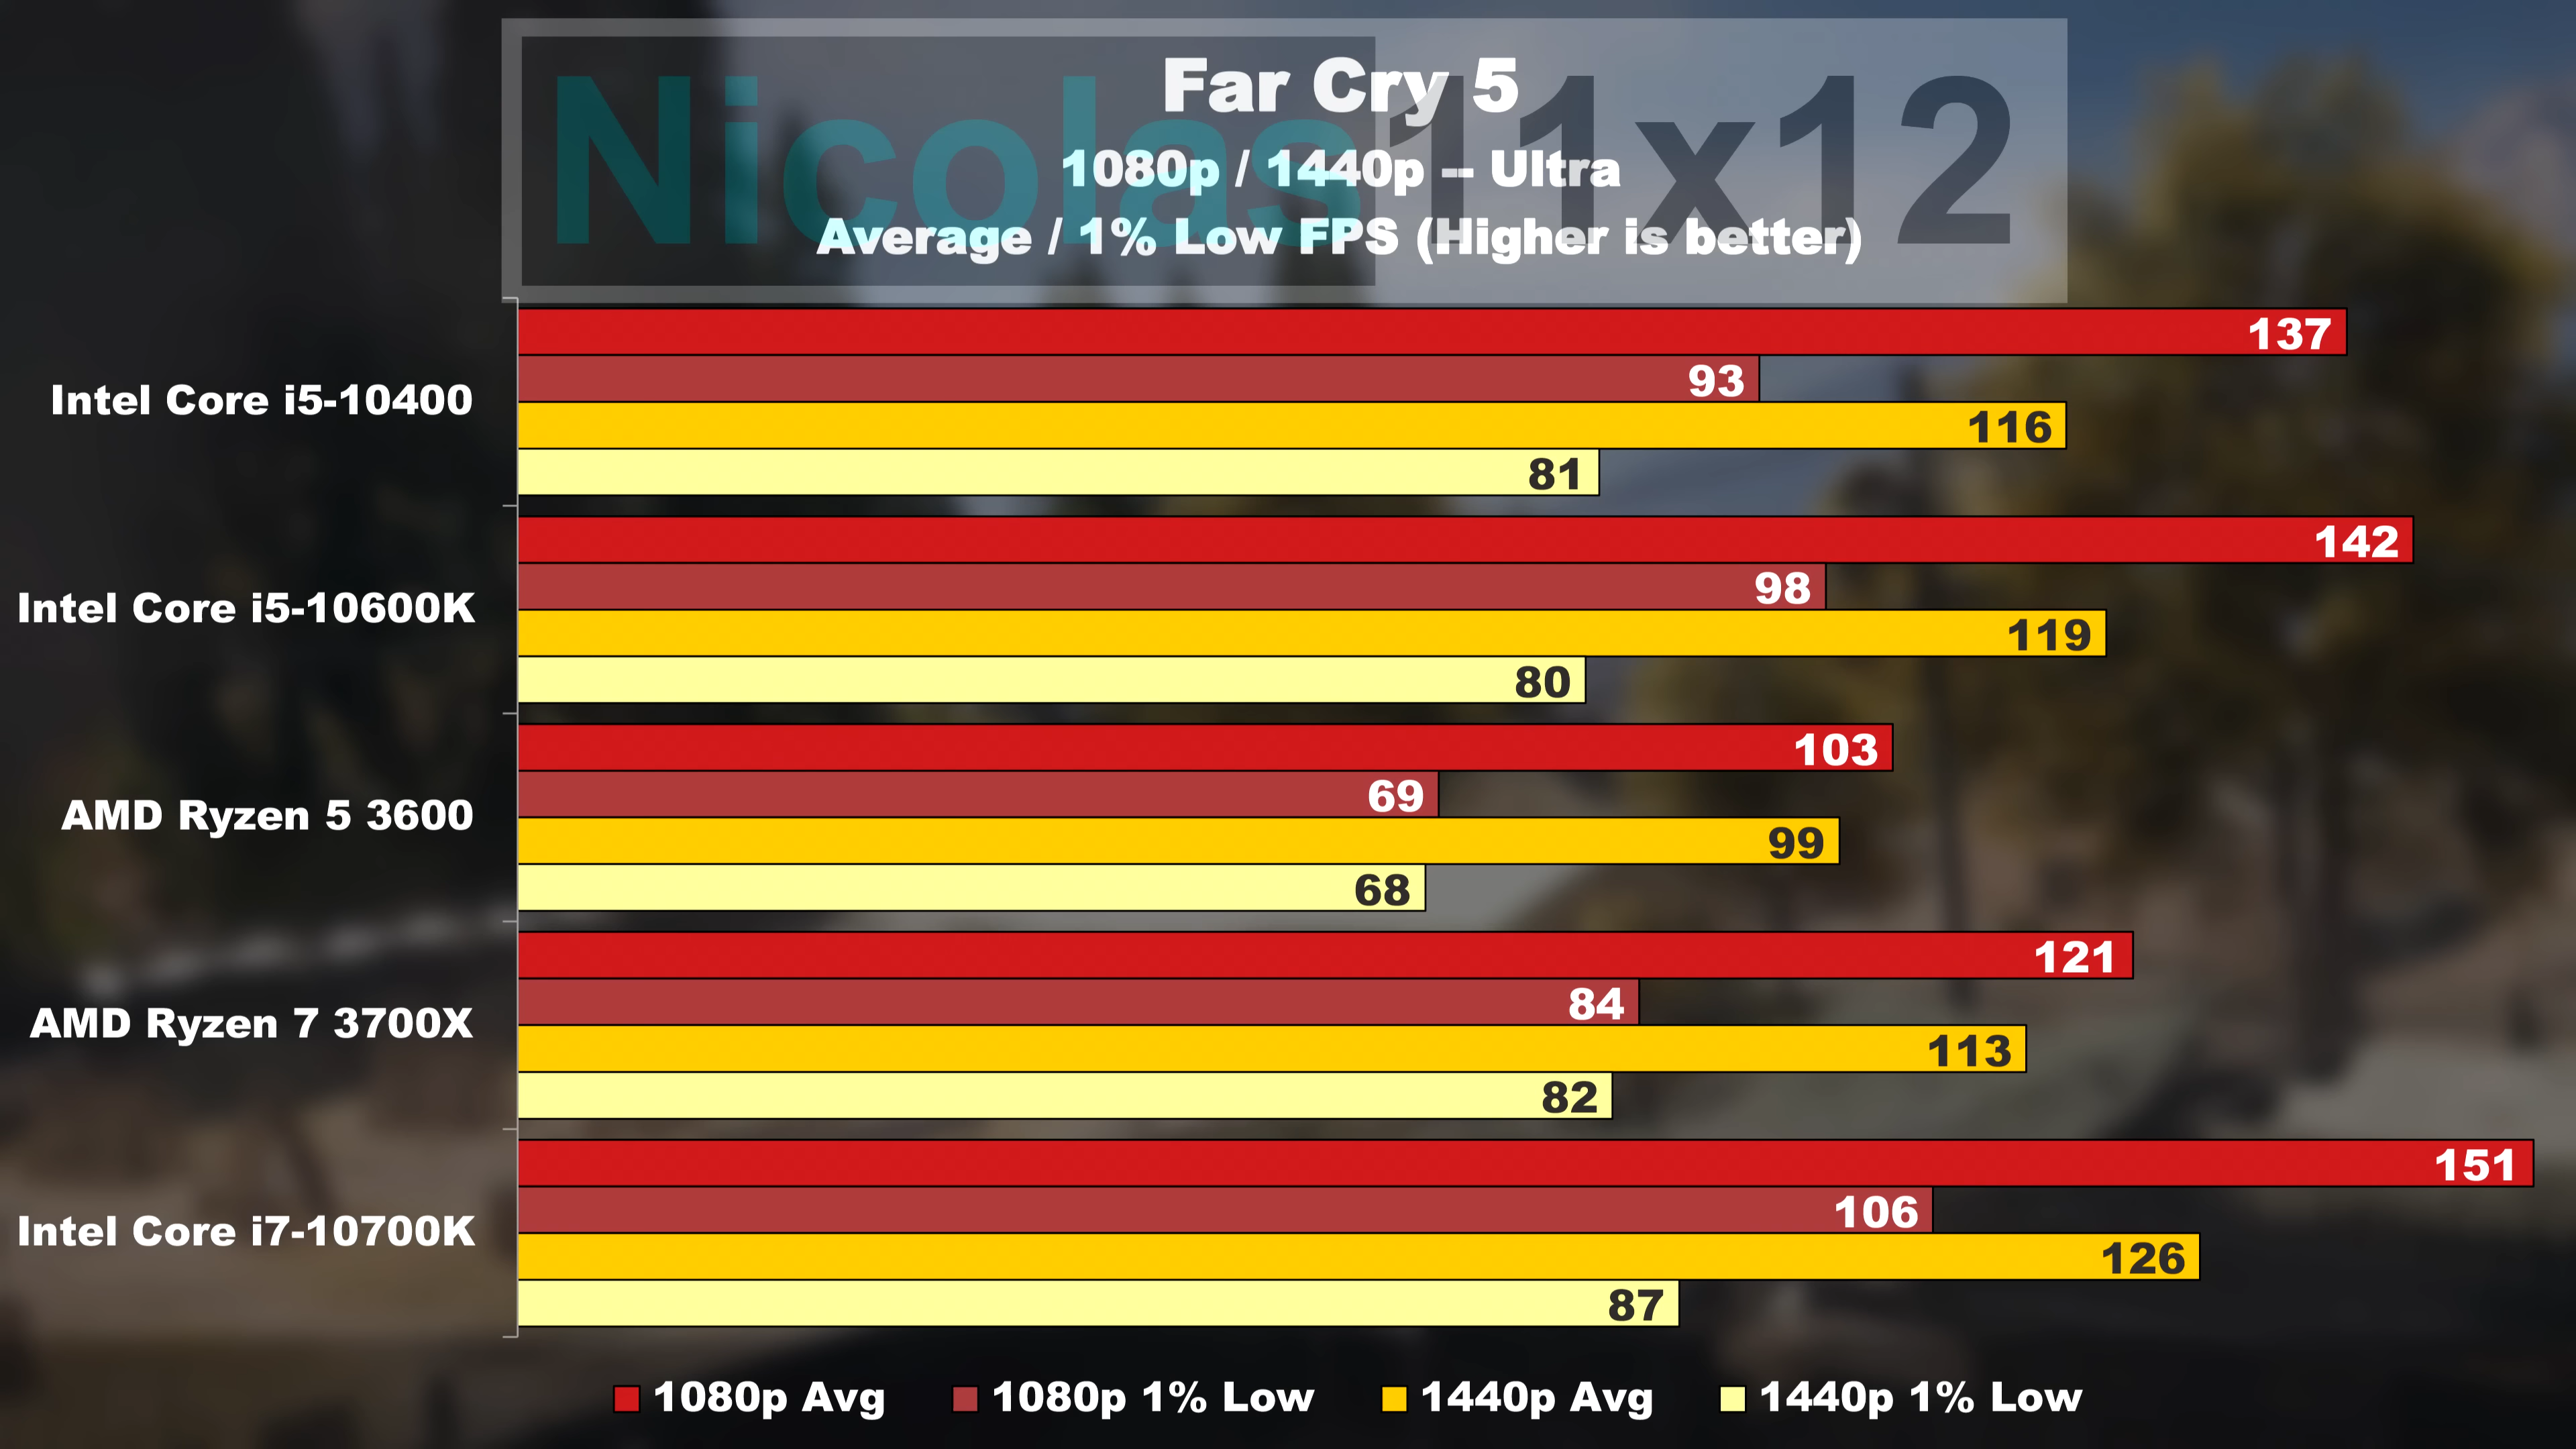 Nicolas11x12
Far Cry 5
1080p / 1440p -- Ultra
Average / 1% Low FPS (Higher is better)
Intel Core i5-10400
137
93
116
81
Intel Core i5-10600K
142
98
119
80
AMD Ryzen 5 3600
103
69
99
68
AMD Ryzen 7 3700X
121
84
113
82
Intel Core i7-10700K
151
106
126
87
1080p Avg 1080p 1% Low 1440p Avg 1440p 1% Low